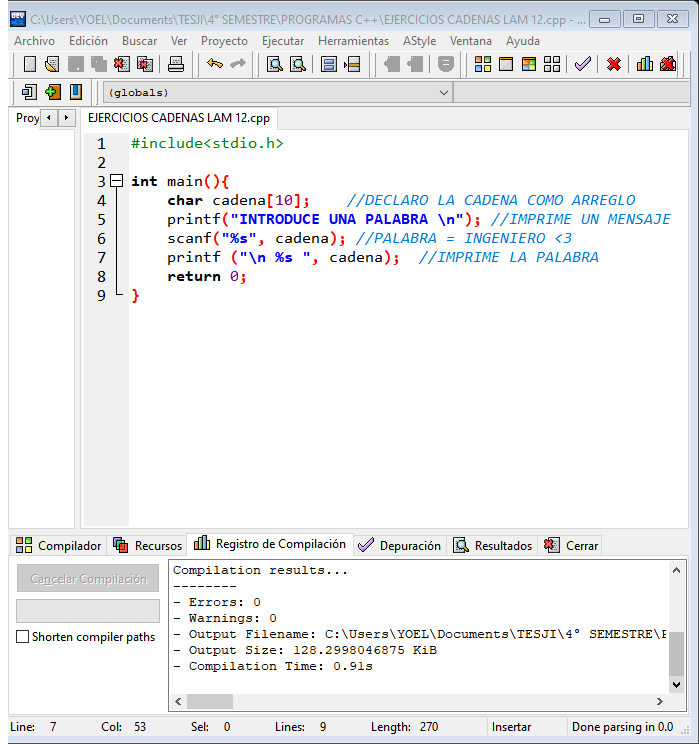 C:\Users\YOEL\Documents\TESJI\4° SEMESTRE\PROGRAMAS C++\EJERCICIOS CADENAS LAM 12.cpp - ...
Archivo Edición Buscar Ver Proyecto Ejecutar Herramientas AStyle Ventana Ayuda
(globals)
Proy EJERCICIOS CADENAS LAM 12.cpp
1 #include<stdio.h>
2
3 int main(){
4 char cadena[10]; //DECLARO LA CADENA COMO ARREGLO
5 printf("INTRODUCE UNA PALABRA \n"); //IMPRIME UN MENSAJE
6 scanf("%s", cadena); //PALABRA = INGENIERO <3
7 printf ("\n %s ", cadena); //IMPRIME LA PALABRA
8 return 0;
9 }
Compilador Recursos Registro de Compilación Depuración Resultados Cerrar
Cancelar Compilación
Shorten compiler paths
Compilation results...
--------
- Errors: 0
- Warnings: 0
- Output Filename: C:\Users\YOEL\Documents\TESJI\4° SEMESTRE\
- Output Size: 128.2998046875 KiB
- Compilation Time: 0.91s
Line: 7 Col: 53 Sel: 0 Lines: 9 Length: 270 Insertar Done parsing in 0.0